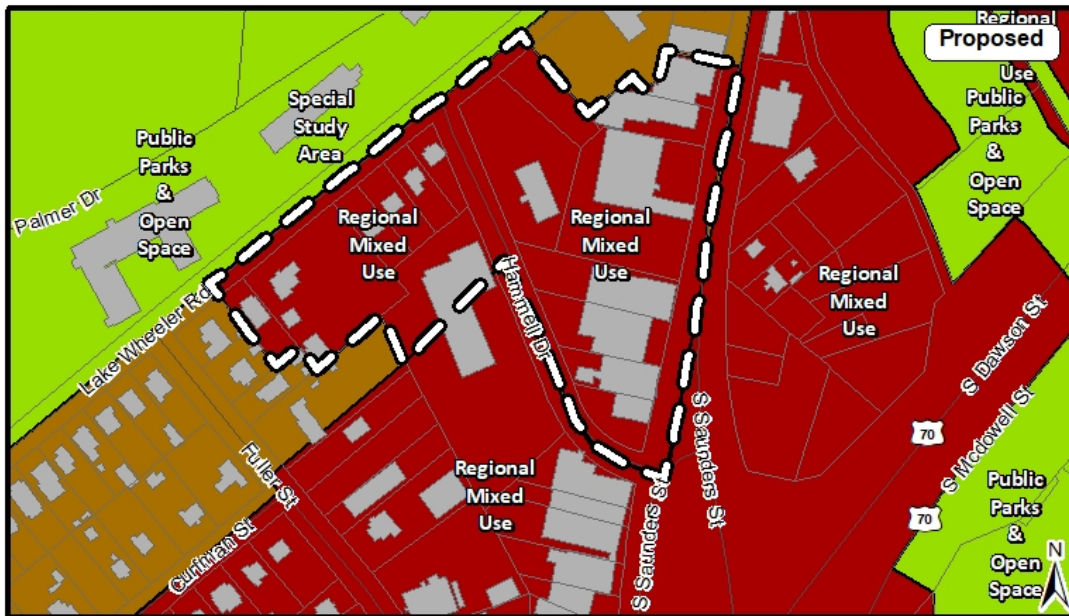 Regional
Proposed
Use
Public
Parks
&
Open
Space
Special
Study
Area
Public
Parks
&
Open
Space
Palmer Dr
Regional
Mixed
Use
Regional
Mixed
Use
Regional
Mixed
Use
Hammell Dr
Lake Wheeler Rd
S Dawson St
S Mcdowell St
70
70
S Saunders St
S Saunders St
Fuller St
Curfman St
Regional
Mixed
Use
Public
Parks
&
Open
Space
N